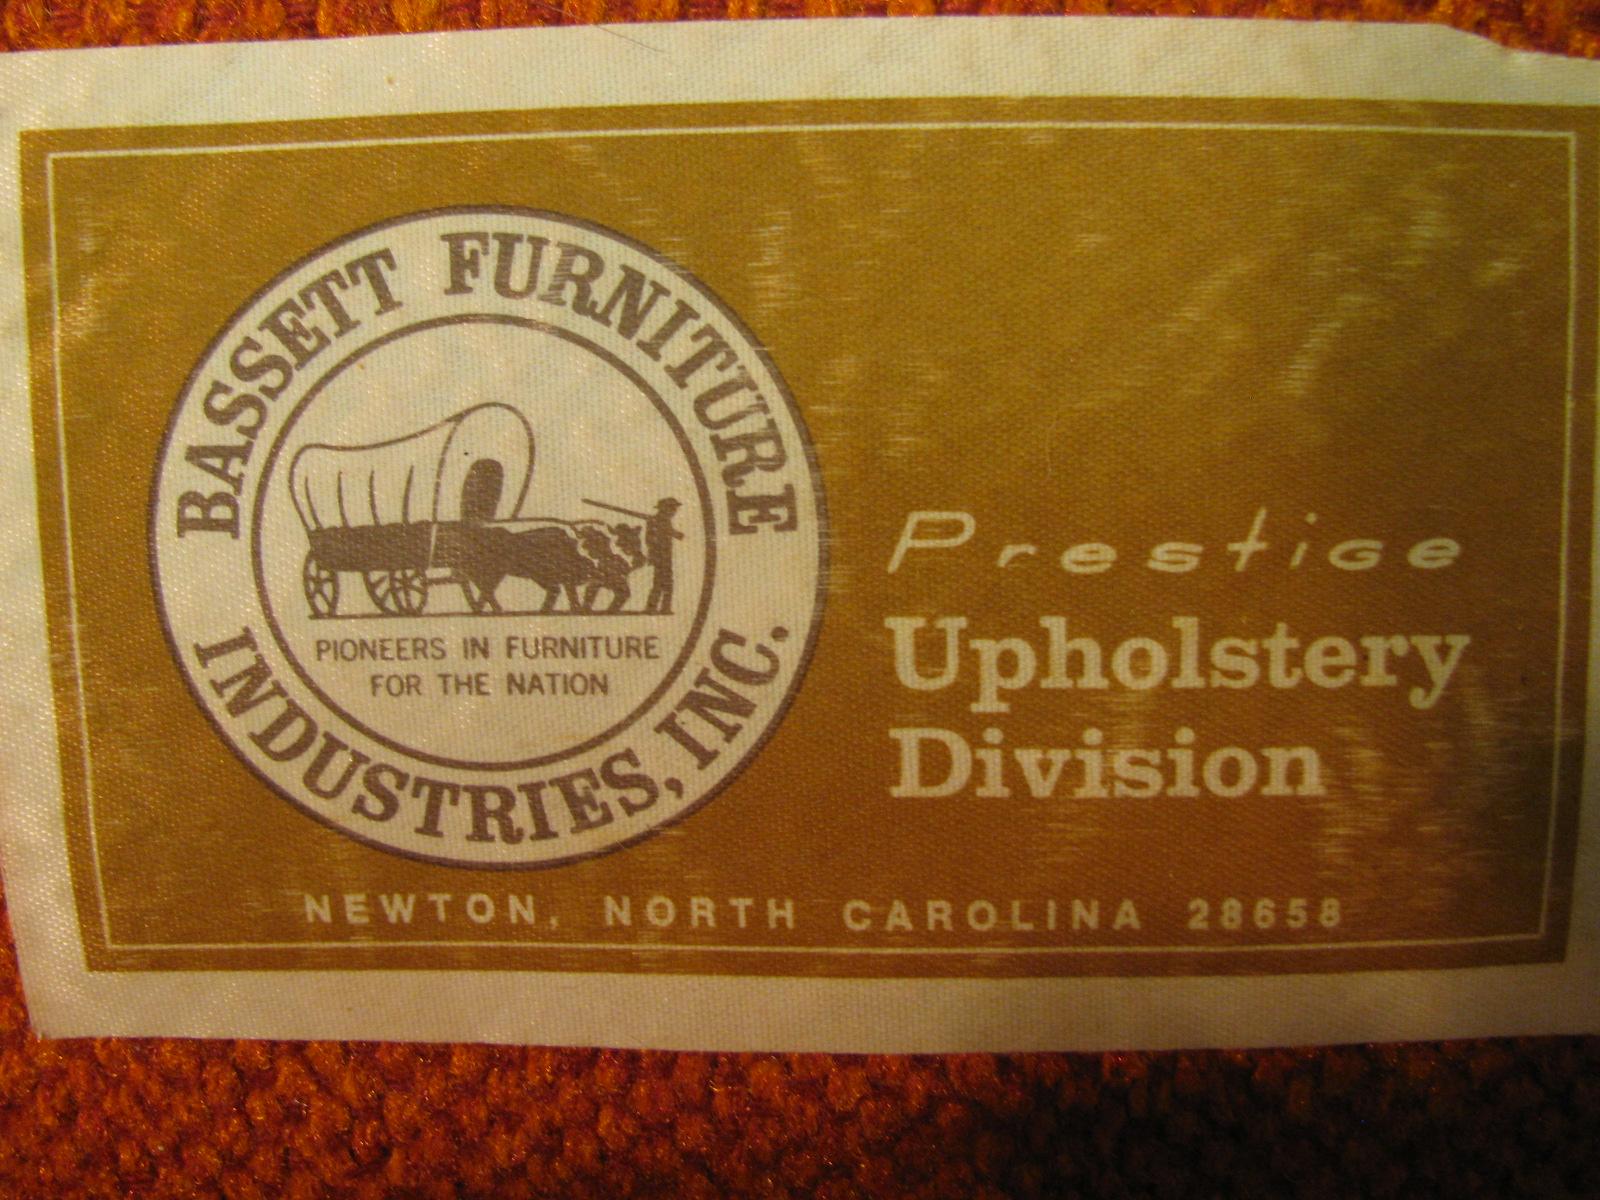 BASSETT FURNITURE
INDUSTRIES, INC.
PIONEERS IN FURNITURE
FOR THE NATION
Prestige
Upholstery
Division
NEWTON, NORTH CAROLINA 28658